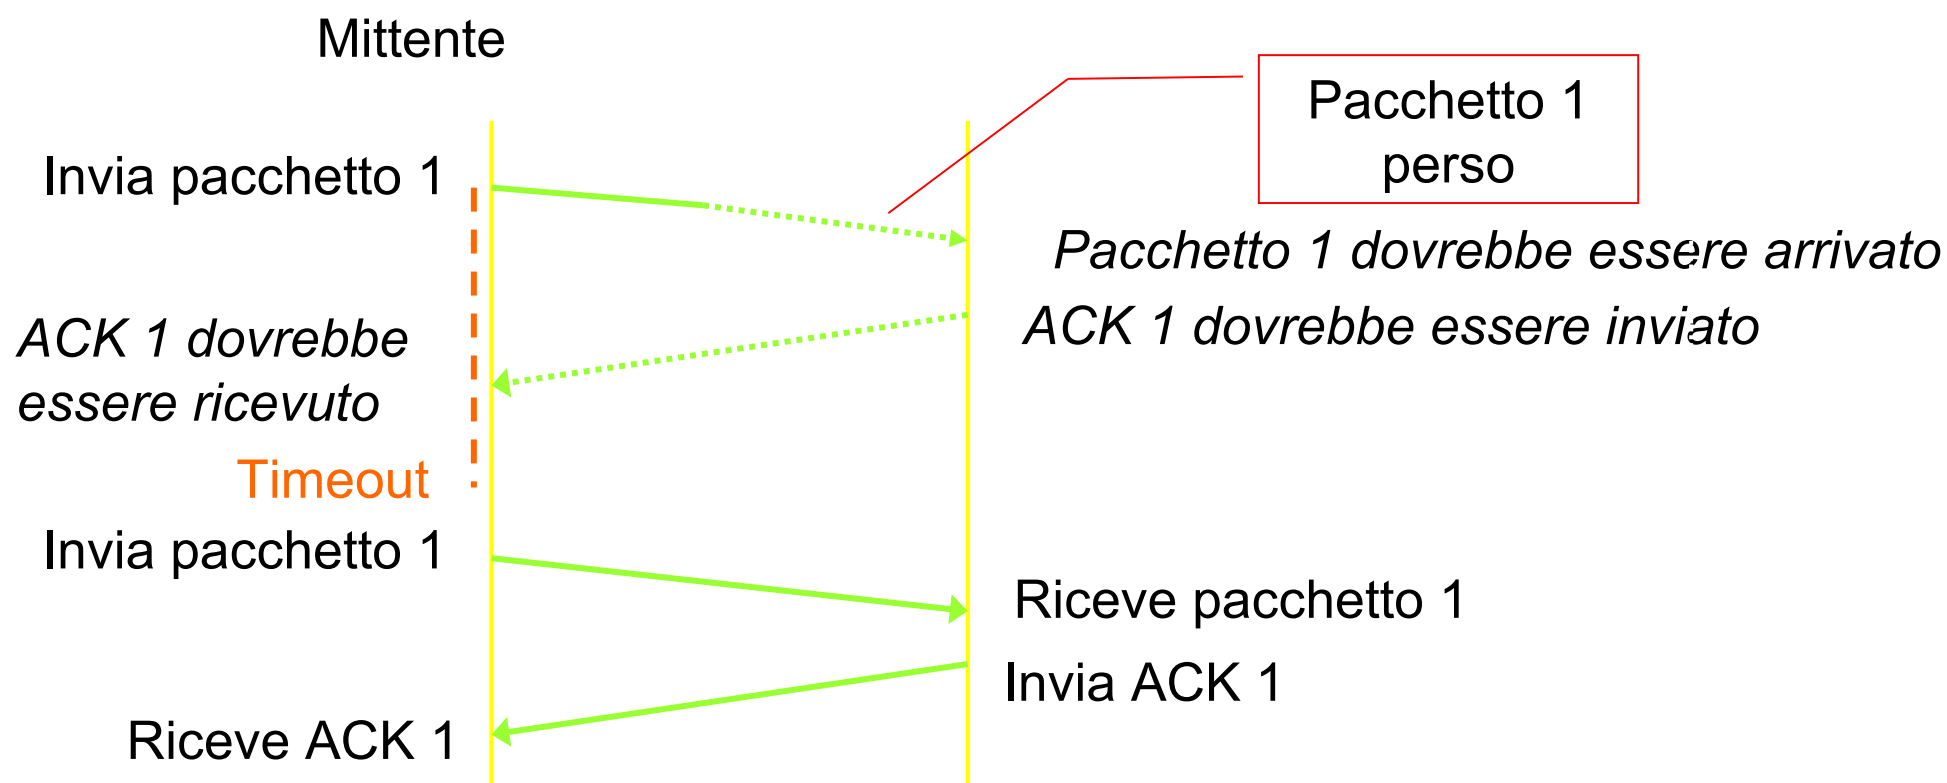 Mittente
Pacchetto 1
perso
Invia pacchetto 1
Pacchetto 1 dovrebbe essere arrivato
ACK 1 dovrebbe essere inviato
ACK 1 dovrebbe
essere ricevuto
Timeout
Invia pacchetto 1
Riceve pacchetto 1
Invia ACK 1
Riceve ACK 1